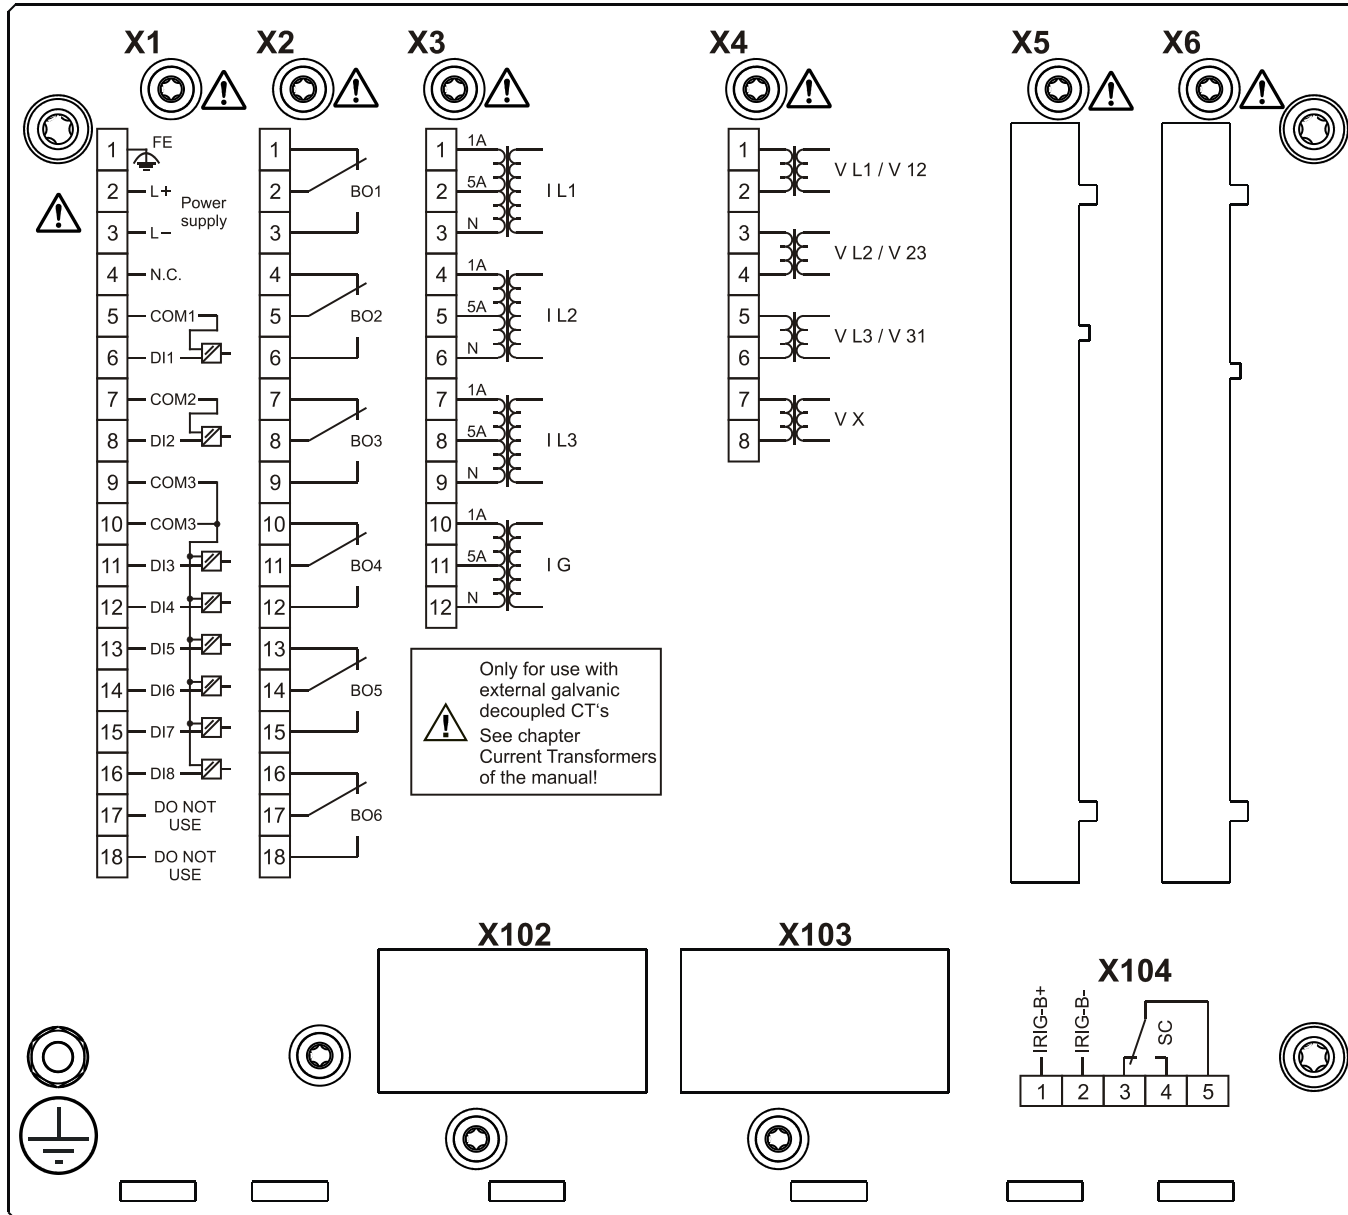 X1
X2
X3
X4
X5
X6
1
FE
2
L+
Power
supply
3
L−
4
N.C.
5
COM1
6
DI1
7
COM2
8
DI2
9
COM3
10
COM3
11
DI3
12
DI4
13
DI5
14
DI6
15
DI7
16
DI8
17
DO NOT
USE
18
DO NOT
USE
1
2
BO1
3
4
5
BO2
6
7
8
BO3
9
10
11
BO4
12
13
14
BO5
15
16
17
BO6
18
1
1A
2
5A
I L1
3
N
4
1A
5
5A
I L2
6
N
7
1A
8
5A
I L3
9
N
10
1A
11
5A
I G
12
N
Only for use with
external galvanic
decoupled CT‘s
See chapter
Current Transformers
of the manual!
1
V L1 / V 12
2
3
V L2 / V 23
4
5
V L3 / V 31
6
7
V X
8
X102
X103
X104
IRIG-B+
IRIG-B-
SC
1 2 3 4 5